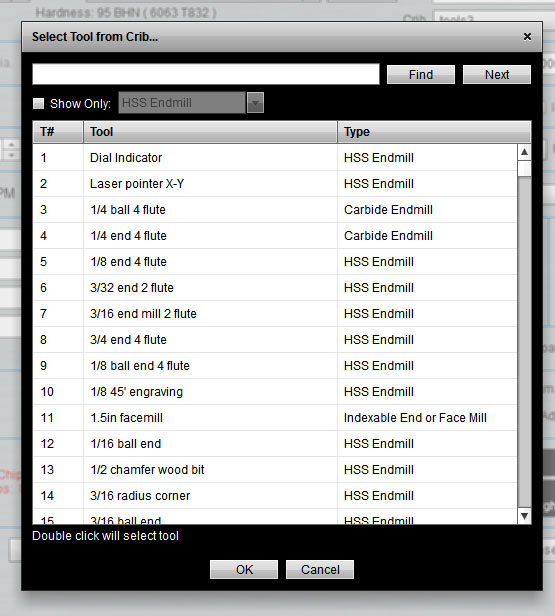 Hardness: 95 BHN ( 6063 T832 )
Crib
tools3
Select Tool from Crib...
×
Find
Next
Show Only:
HSS Endmill
T# Tool Type
1 Dial Indicator HSS Endmill
2 Laser pointer X-Y HSS Endmill
3 1/4 ball 4 flute Carbide Endmill
4 1/4 end 4 flute Carbide Endmill
5 1/8 end 4 flute HSS Endmill
6 3/32 end 2 flute HSS Endmill
7 3/16 end mill 2 flute HSS Endmill
8 3/4 end 4 flute HSS Endmill
9 1/8 ball end 4 flute HSS Endmill
10 1/8 45' engraving HSS Endmill
11 1.5in facemill Indexable End or Face Mill
12 1/16 ball end HSS Endmill
13 1/2 chamfer wood bit HSS Endmill
14 3/16 radius corner HSS Endmill
15 3/16 ball end HSS Endmill
Double click will select tool
OK
Cancel